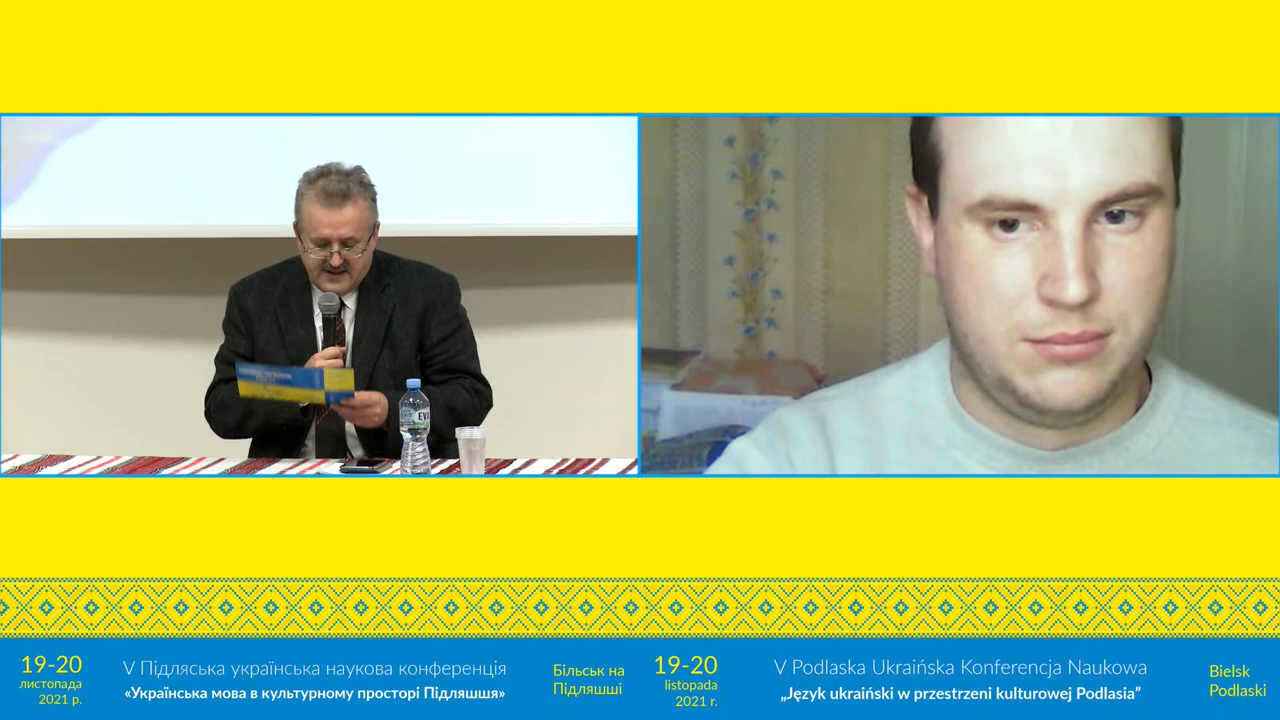 EV
19-20
листопада
2021 р.
V Підляська українська наукова конференція
«Українська мова в культурному просторі Підляшшя»
Більськ на
Підляшші
19-20
listopada
2021 r.
V Podlaska Ukraińska Konferencja Naukowa
„Język ukraiński w przestrzeni kulturowej Podlasia”
Bielsk
Podlaski